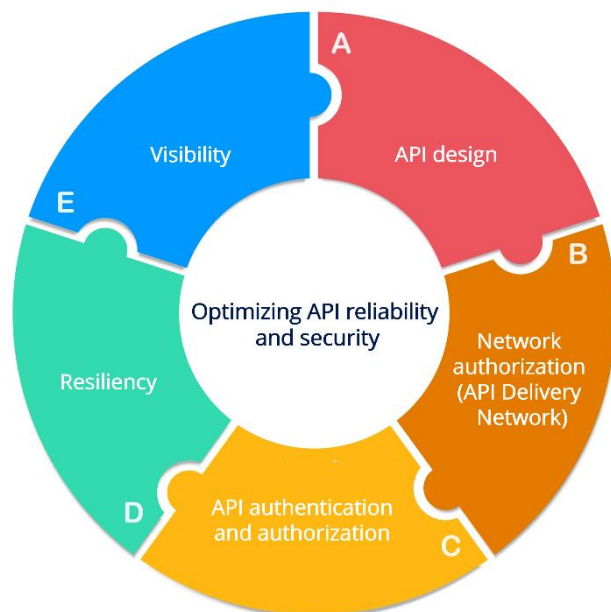 A
API design
B
Network
authorization
(API Delivery
Network)
C
API authentication
and authorization
D
Resiliency
E
Visibility
Optimizing API reliability
and security